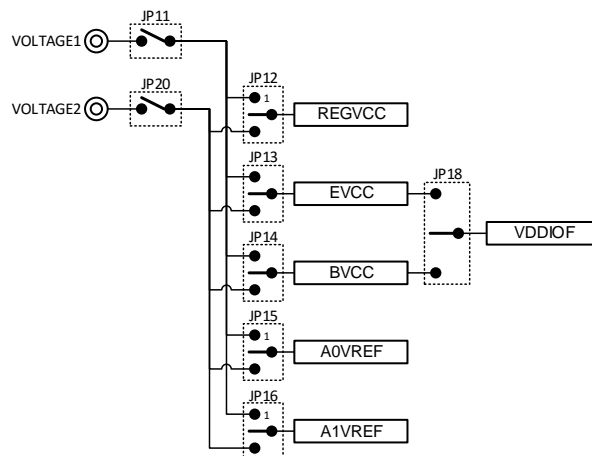 JP11
VOLTAGE1
JP20
VOLTAGE2
JP12
1
REGVCC
JP13
EVCC
JP18
VDDIOF
JP14
BVCC
JP15
1
A0VREF
JP16
1
A1VREF